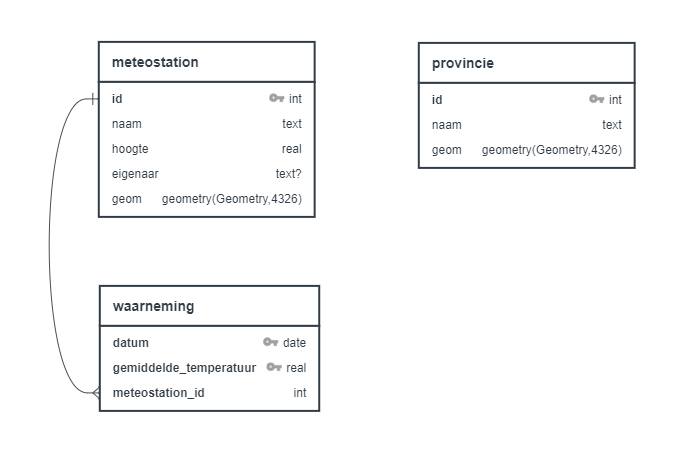 meteostation
id int
naam text
hoogte real
eigenaar text?
geom geometry(Geometry,4326)
provincie
id int
naam text
geom geometry(Geometry,4326)
waarneming
datum date
gemiddelde_temperatuur real
meteostation_id int